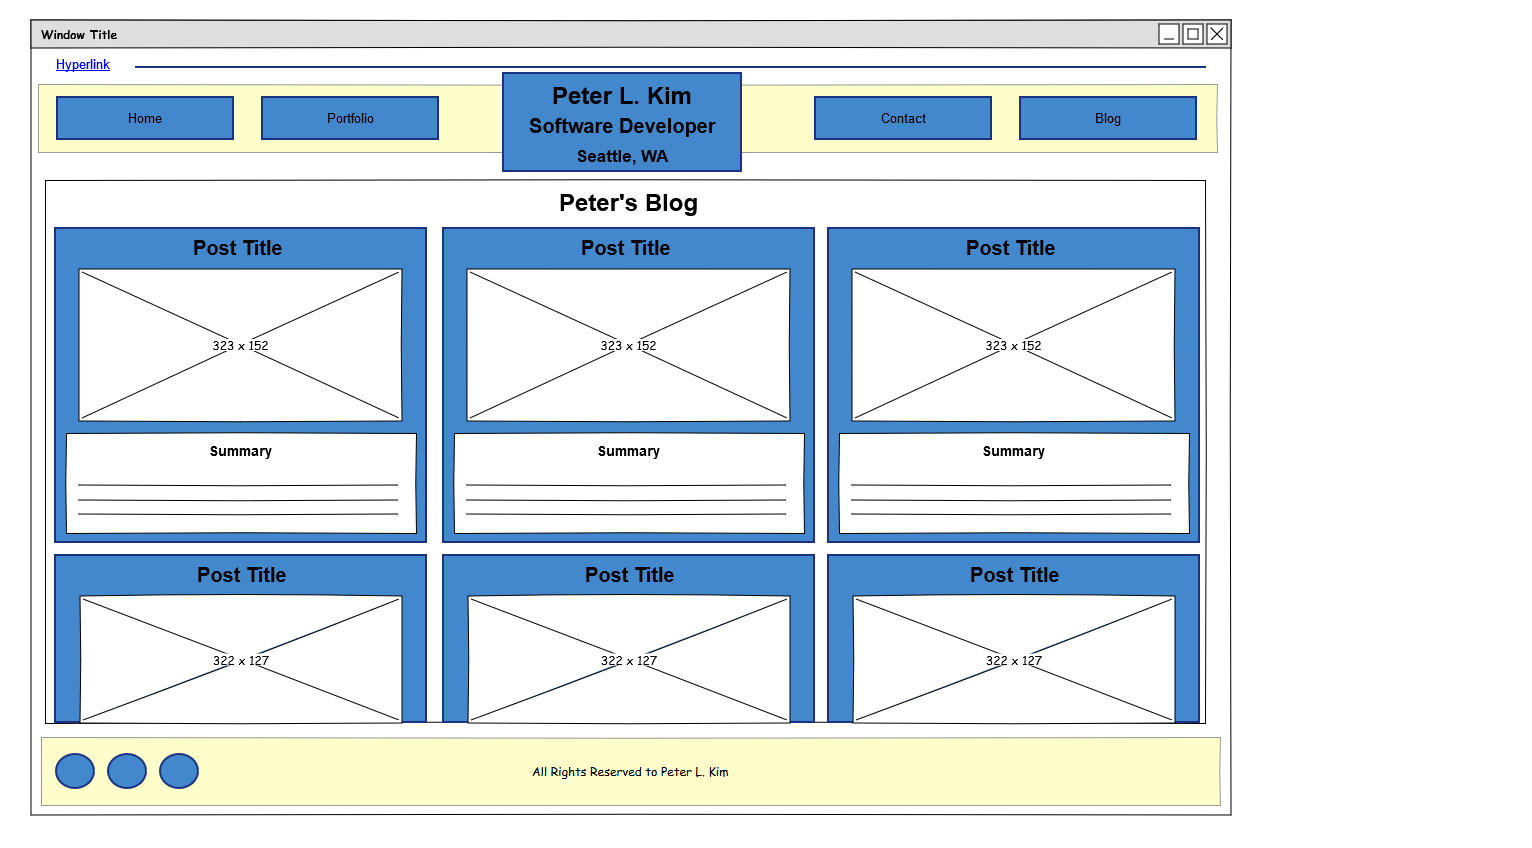 Window Title
Hyperlink
Home
Portfolio
Peter L. Kim
Software Developer
Seattle, WA
Contact
Blog
Peter's Blog
Post Title
Post Title
Post Title
323 x 152
323 x 152
323 x 152
Summary
Summary
Summary
Post Title
Post Title
Post Title
322 x 127
322 x 127
322 x 127
All Rights Reserved to Peter L. Kim